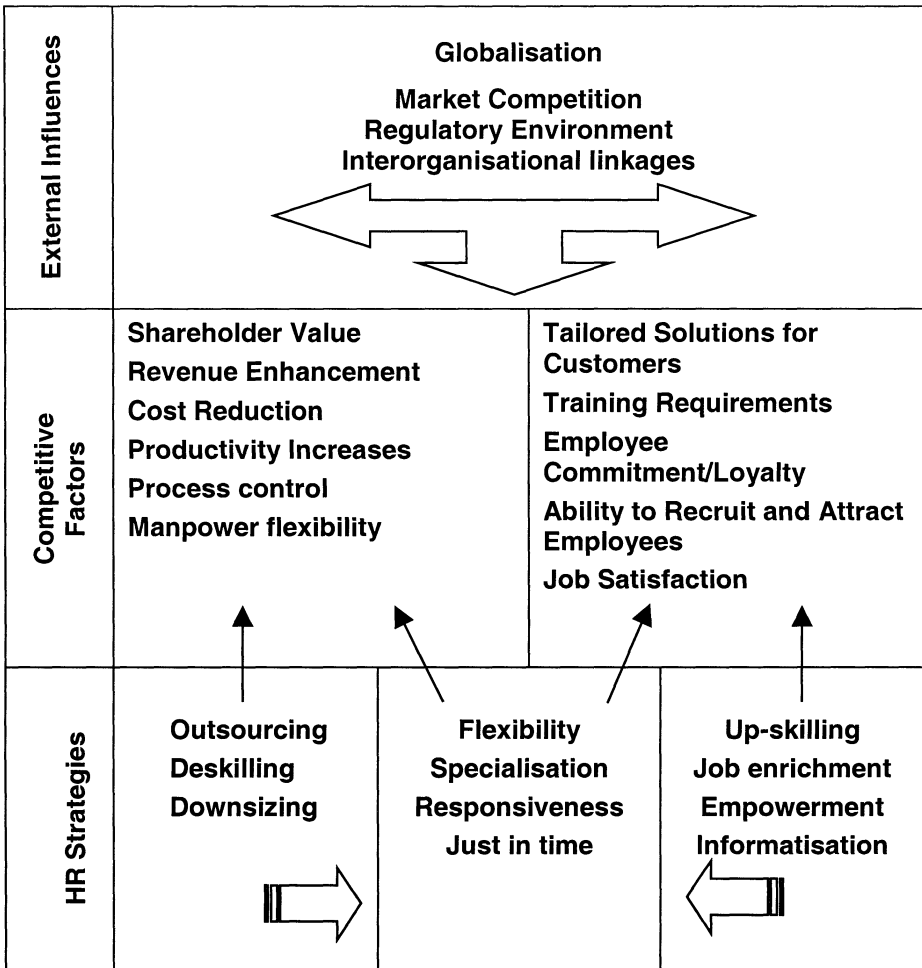 External Influences
Globalisation
Market Competition
Regulatory Environment
Interorganisational linkages
Competitive
Factors
Shareholder Value
Revenue Enhancement
Cost Reduction
Productivity Increases
Process control
Manpower flexibility
Tailored Solutions for
Customers
Training Requirements
Employee
Commitment/Loyalty
Ability to Recruit and Attract
Employees
Job Satisfaction
HR Strategies
Outsourcing
Deskilling
Downsizing
Flexibility
Specialisation
Responsiveness
Just in time
Up-skilling
Job enrichment
Empowerment
Informatisation